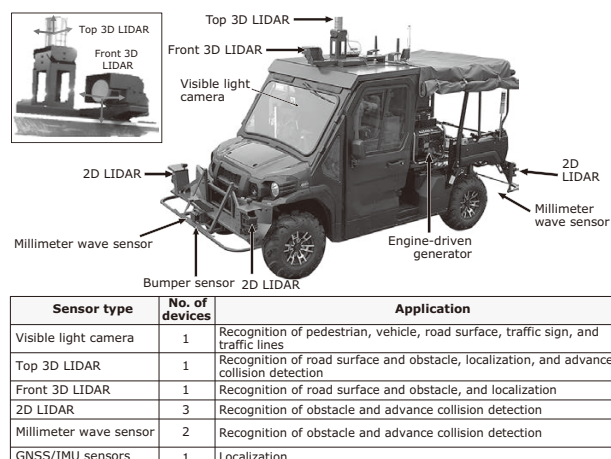 Top 3D LIDAR
Top 3D LIDAR
Front 3D LIDAR
Front 3D
LIDAR
Visible light
camera
2D LIDAR
2D
LIDAR
Millimeter
wave sensor
Millimeter wave sensor
Engine-driven
generator
Bumper sensor
2D LIDAR
Sensor type No. of devices Application
Visible light camera 1 Recognition of pedestrian, vehicle, road surface, traffic sign, and
traffic lines
Top 3D LIDAR 1 Recognition of road surface and obstacle, localization, and advance
collision detection
Front 3D LIDAR 1 Recognition of road surface and obstacle, and localization
2D LIDAR 3 Recognition of obstacle and advance collision detection
Millimeter wave sensor 2 Recognition of obstacle and advance collision detection
GNSS/IMU sensors 1 Localization